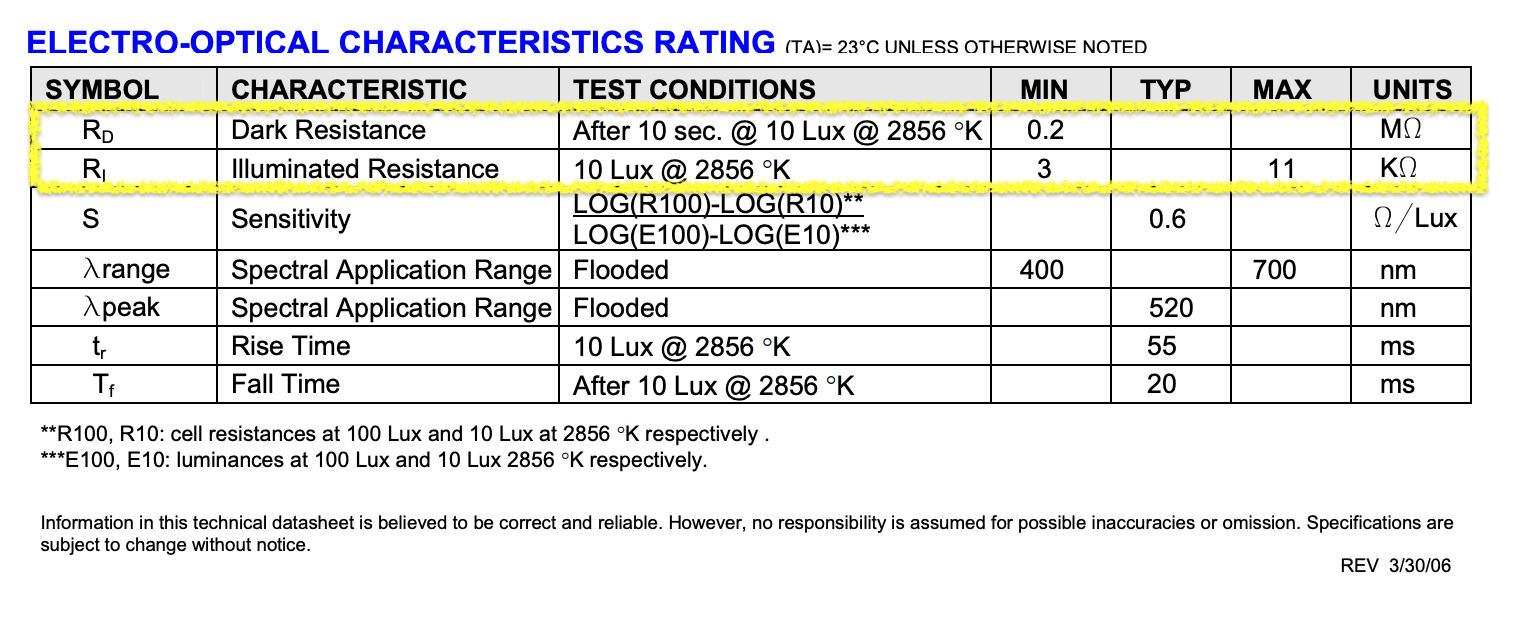 ELECTRO-OPTICAL CHARACTERISTICS RATING (TA)= 23°C UNLESS OTHERWISE NOTED
SYMBOL CHARACTERISTIC TEST CONDITIONS MIN TYP MAX UNITS
RD Dark Resistance After 10 sec. @ 10 Lux @ 2856 °K 0.2 MΩ
RI Illuminated Resistance 10 Lux @ 2856 °K 3 11 KΩ
S Sensitivity LOG(R100)-LOG(R10)** 0.6 Ω/Lux
LOG(E100)-LOG(E10)***
λrange Spectral Application Range Flooded 400 700 nm
λpeak Spectral Application Range Flooded 520 nm
tr Rise Time 10 Lux @ 2856 °K 55 ms
Tf Fall Time After 10 Lux @ 2856 °K 20 ms
**R100, R10: cell resistances at 100 Lux and 10 Lux at 2856 °K respectively .
***E100, E10: luminances at 100 Lux and 10 Lux 2856 °K respectively.
Information in this technical datasheet is believed to be correct and reliable. However, no responsibility is assumed for possible inaccuracies or omission. Specifications are
subject to change without notice.
REV 3/30/06